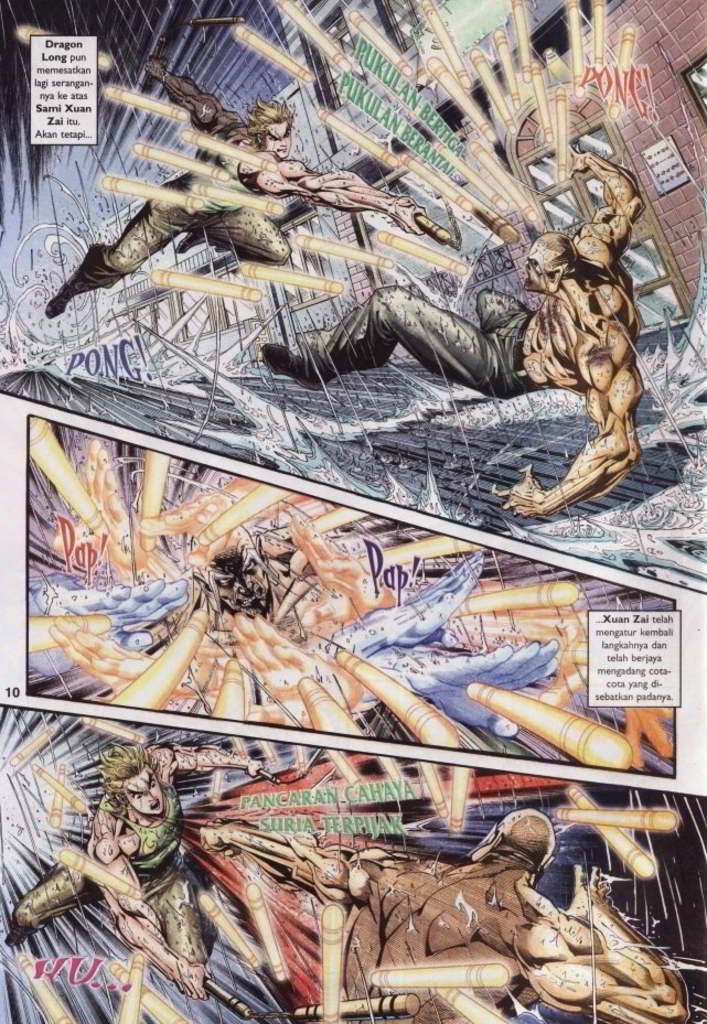 Dragon
Long pun
memesatkan
lagi serangan-
nya ke atas
Sami Xuan
Zai itu.
Akan tetapi...
PUKULAN BERTIGA
PUKULAN BERANTAI
PONG!
PONG!
Pap!
Pap!
...Xuan Zai telah
mengatur kembali
langkahnya dan
telah berjaya
mengadang cota-
cota yang di-
sebatkan padanya.
10
PANCARAN CAHAYA
SURIA TERPIJAK
WU...